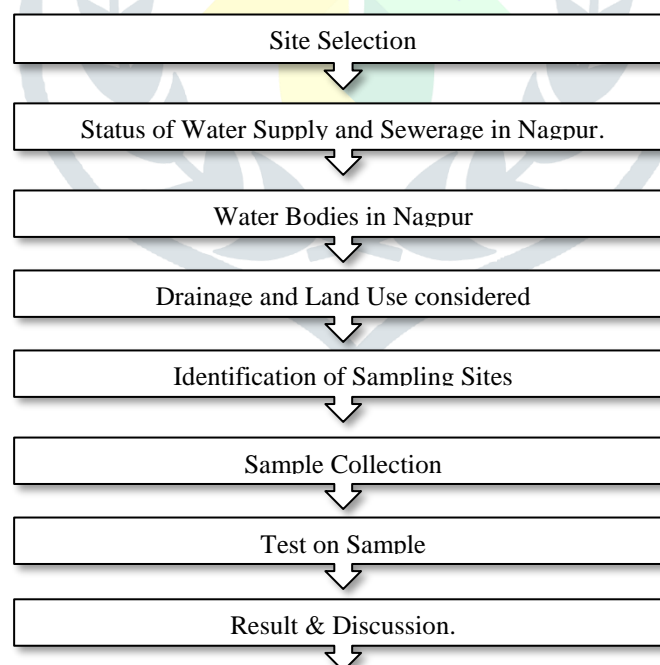 Site Selection
Status of Water Supply and Sewerage in Nagpur.
Water Bodies in Nagpur
Drainage and Land Use considered
Identification of Sampling Sites
Sample Collection
Test on Sample
Result & Discussion.